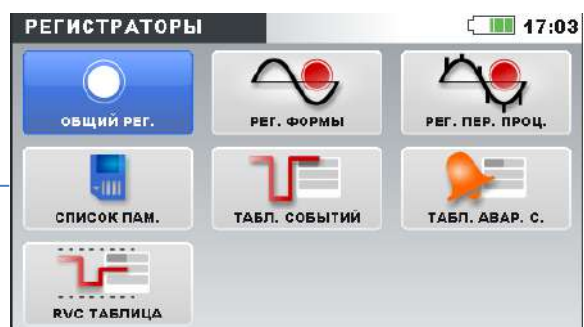 РЕГИСТРАТОРЫ 17:03
ОБЩИЙ РЕГ. РЕГ. ФОРМЫ РЕГ. ПЕР. ПРОЦ.
СПИСОК ПАМ. ТАБЛ. СОБЫТИЙ ТАБЛ. АВАР. С.
RVC ТАБЛИЦА